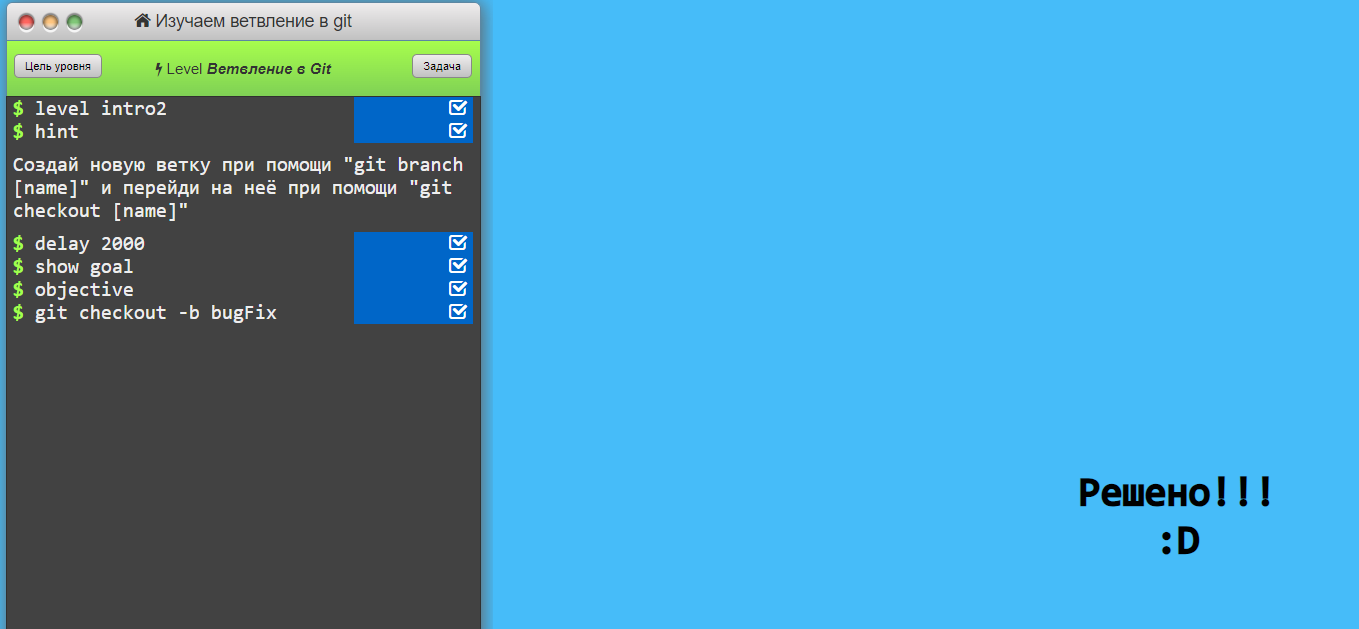 Изучаем ветвление в git
Цель уровня
Level Ветвление в Git
Задача
$ level intro2
$ hint
Создай новую ветку при помощи "git branch
[name]" и перейди на неё при помощи "git
checkout [name]"
$ delay 2000
$ show goal
$ objective
$ git checkout -b bugFix
Решено!!!
:D